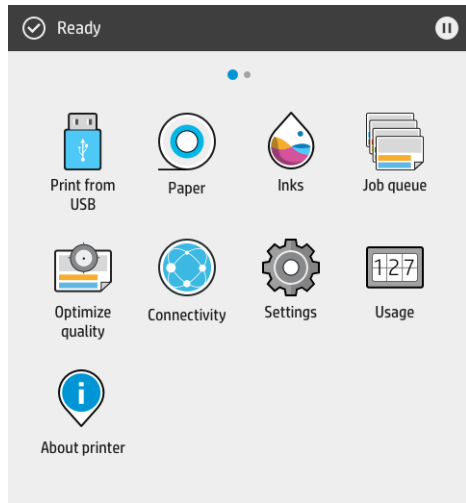 Ready
Print from
USB
Paper
Inks
Job queue
Optimize
quality
Connectivity
Settings
127
Usage
i
About printer